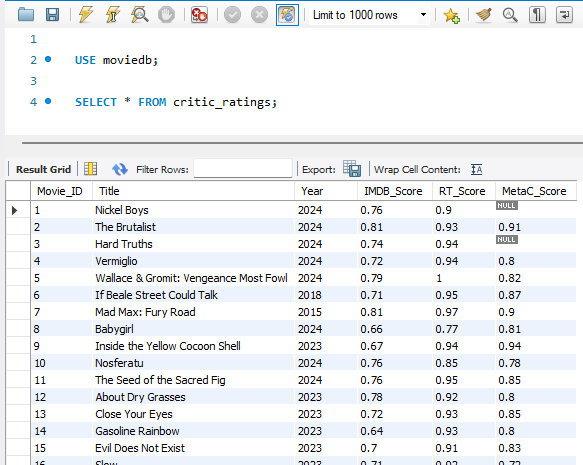 Limit to 1000 rows
1
2 USE moviedb;
3
4 SELECT * FROM critic_ratings;
Result Grid Filter Rows: Export: Wrap Cell Content: IA
Movie_ID Title Year IMDB_Score RT_Score MetaC_Score
1 Nickel Boys 2024 0.76 0.9 NULL
2 The Brutalist 2024 0.81 0.93 0.91
3 Hard Truths 2024 0.74 0.94 NULL
4 Vermiglio 2024 0.72 0.94 0.8
5 Wallace & Gromit: Vengeance Most Fowl 2024 0.79 1 0.82
6 If Beale Street Could Talk 2018 0.71 0.95 0.87
7 Mad Max: Fury Road 2015 0.81 0.97 0.9
8 Babygirl 2024 0.66 0.77 0.81
9 Inside the Yellow Cocoon Shell 2023 0.67 0.94 0.94
10 Nosferatu 2024 0.76 0.85 0.78
11 The Seed of the Sacred Fig 2024 0.76 0.95 0.85
12 About Dry Grasses 2023 0.78 0.92 0.8
13 Close Your Eyes 2023 0.72 0.93 0.85
14 Gasoline Rainbow 2023 0.64 0.93 0.8
15 Evil Does Not Exist 2023 0.7 0.91 0.83